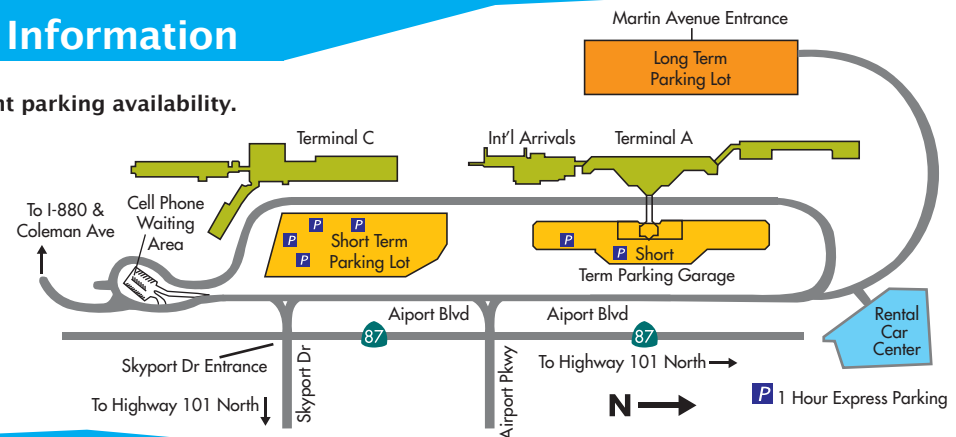 Information
nt parking availability.
Martin Avenue Entrance
Long Term
Parking Lot
Terminal C
Int'l Arrivals
Terminal A
To I-880 &
Coleman Ave
Cell Phone
Waiting
Area
P
P
P
P
Short Term
Parking Lot
P
P
Short
Term Parking Garage
Aiport Blvd
Aiport Blvd
87
87
Rental
Car
Center
Skyport Dr Entrance
Skyport Dr
Airport Pkwy
To Highway 101 North
To Highway 101 North
N
P 1 Hour Express Parking